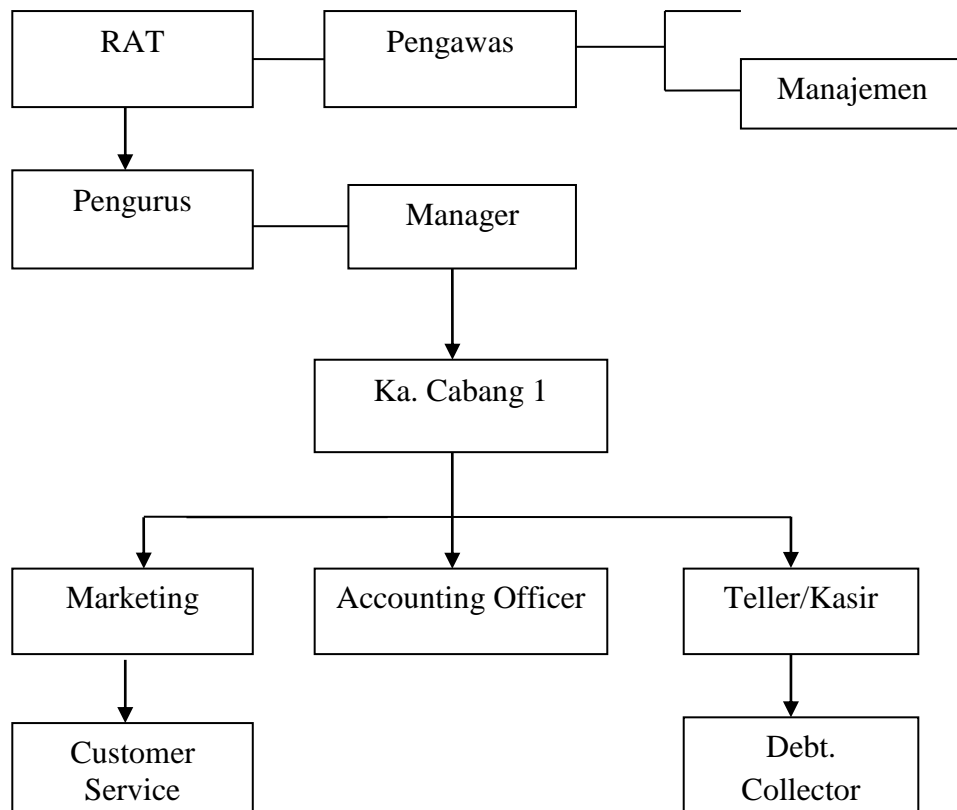 RAT
Pengawas
Manajemen
Pengurus
Manager
Ka. Cabang 1
Marketing
Accounting Officer
Teller/Kasir
Customer
Service
Debt.
Collector